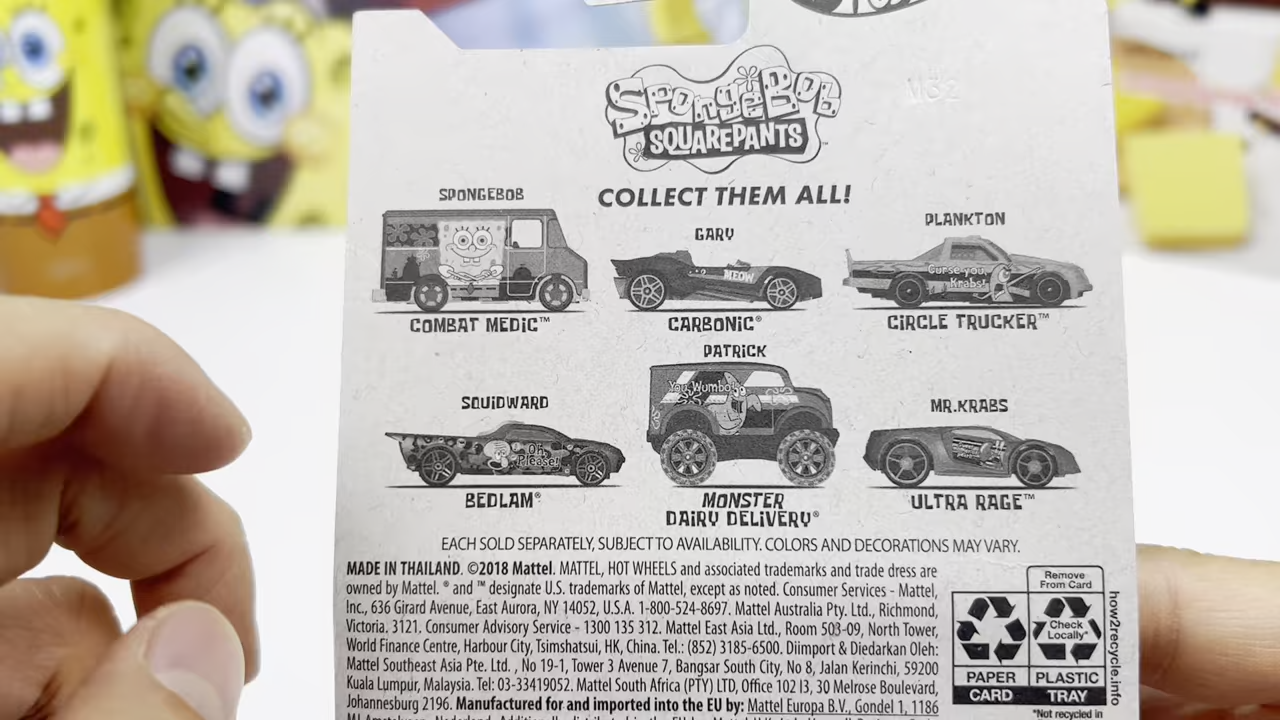 SPONGEBOB
SQUAREPANTS
COLLECT THEM ALL!
SPONGEBOB
COMBAT MEDIC™
GARY
MEOW
CARBONIC®
PLANKTON
Curse you,
Krabs!
CIRCLE TRUCKER™
SQUIDWARD
Oh,
Please!
BEDLAM®
PATRICK
You Wumbo!
MONSTER
DAIRY DELIVERY®
MR.KRABS
ULTRA RAGE™
EACH SOLD SEPARATELY, SUBJECT TO AVAILABILITY. COLORS AND DECORATIONS MAY VARY.
MADE IN THAILAND. ©2018 Mattel. MATTEL, HOT WHEELS and associated trademarks and trade dress are
owned by Mattel. ® and ™ designate U.S. trademarks of Mattel, except as noted. Consumer Services - Mattel,
Inc., 636 Girard Avenue, East Aurora, NY 14052, U.S.A. 1-800-524-8697. Mattel Australia Pty. Ltd., Richmond,
Victoria. 3121. Consumer Advisory Service - 1300 135 312. Mattel East Asia Ltd., Room 503-09, North Tower,
World Finance Centre, Harbour City, Tsimshatsui, HK, China. Tel.: (852) 3185-6500. Diimport & Diedarkan Oleh:
Mattel Southeast Asia Pte. Ltd. , No 19-1, Tower 3 Avenue 7, Bangsar South City, No 8, Jalan Kerinchi, 59200
Kuala Lumpur, Malaysia. Tel: 03-33419052. Mattel South Africa (PTY) LTD, Office 102 I3, 30 Melrose Boulevard,
Johannesburg 2196. Manufactured for and imported into the EU by: Mattel Europa B.V., Gondel 1, 1186
Remove
From Card
Check
Locally*
PAPER
CARD
PLASTIC
TRAY
*Not recycled in
how2recycle.info